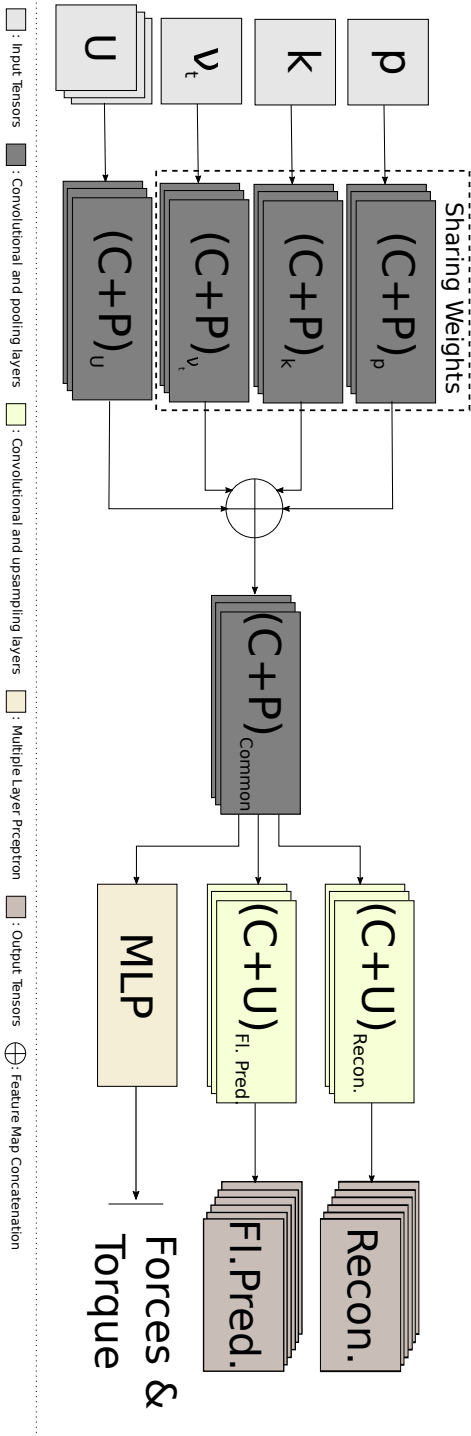 Sharing Weights
p
(C+P)p
(C+U)Recon.
Recon.
k
(C+P)k
(C+P)Common
(C+U)Fl. Pred.
Fl.Pred.
νt
(C+P)νt
U
(C+P)U
MLP
Forces &
Torque
: Input Tensors
: Convolutional and pooling layers
: Convolutional and upsampling layers
: Multiple Layer Prceptron
: Output Tensors
: Feature Map Concatenation